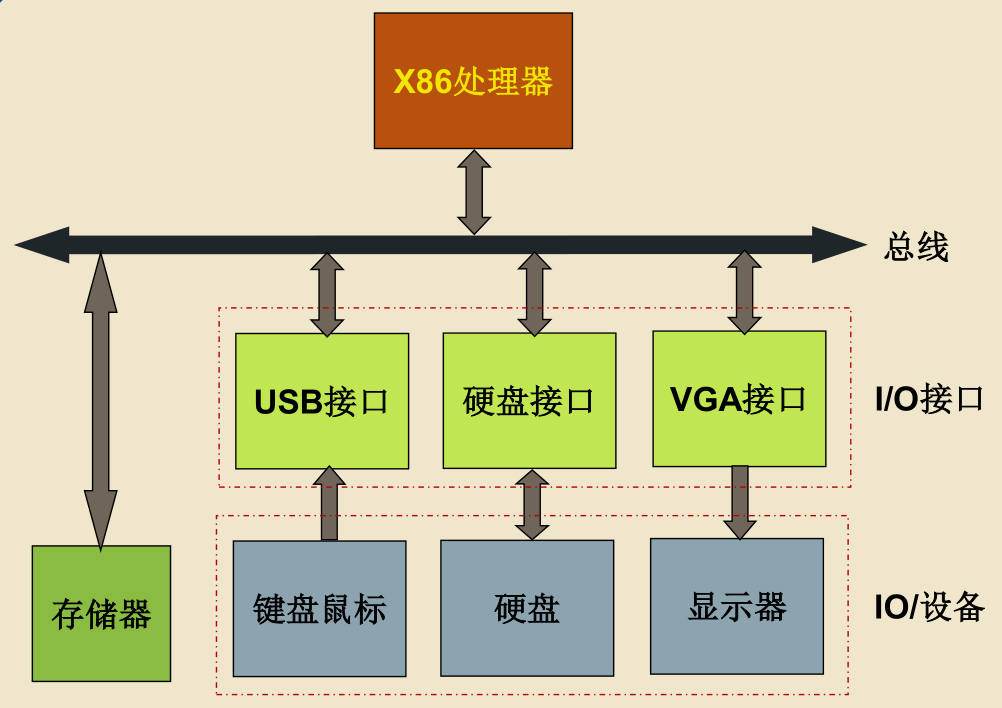 X86处理器
总线
USB接口
硬盘接口
VGA接口
I/O接口
存储器
键盘鼠标
硬盘
显示器
IO/设备